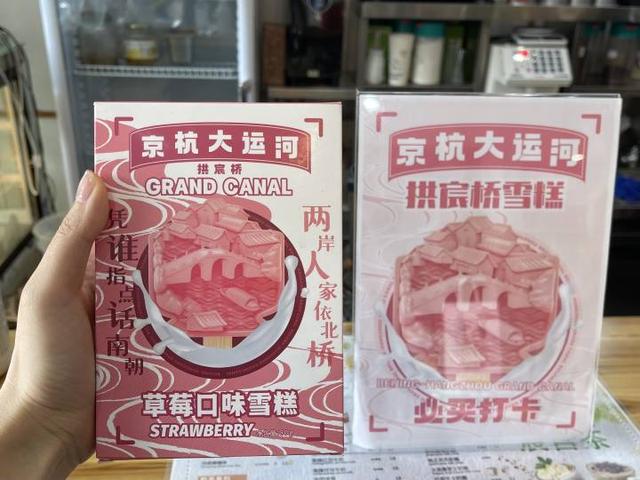 京杭大运河
拱宸桥
GRAND CANAL
两岸人家依北桥
凭谁指点话南朝
草莓口味雪糕
STRAWBERRY
京杭大运河
拱宸桥雪糕
BEIJING-HANGZHOU GRAND CANAL
必买打卡